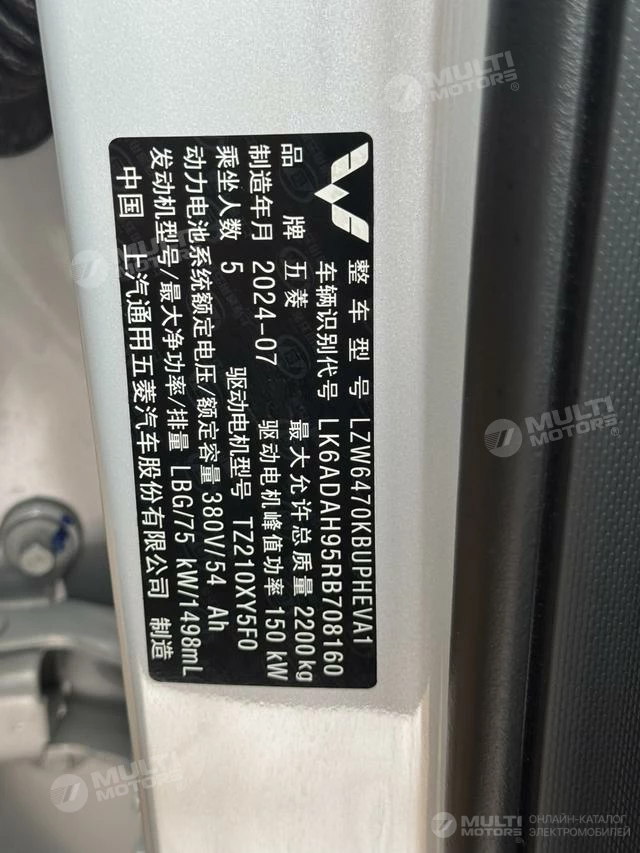 整车型号 LZW6470KBUPHEVA1
车辆识别代号 LK6ADAH95RB708160
品牌 五菱 最大允许总质量 2200kg
制造年月 2024-07 驱动电机峰值功率 150 kW
乘坐人数 5 驱动电机型号 TZ210XY5F0
动力电池系统额定电压/额定容量 380V/54 Ah
发动机型号/最大净功率/排量 LBG/75 kW/1498mL
中国 上汽通用五菱汽车股份有限公司 制造
MULTI MOTORS®
MULTI MOTORS®
MULTI MOTORS®
MULTI MOTORS®
MULTI MOTORS® ОНЛАЙН-КАТАЛОГ ЭЛЕКТРОМОБИЛЕЙ